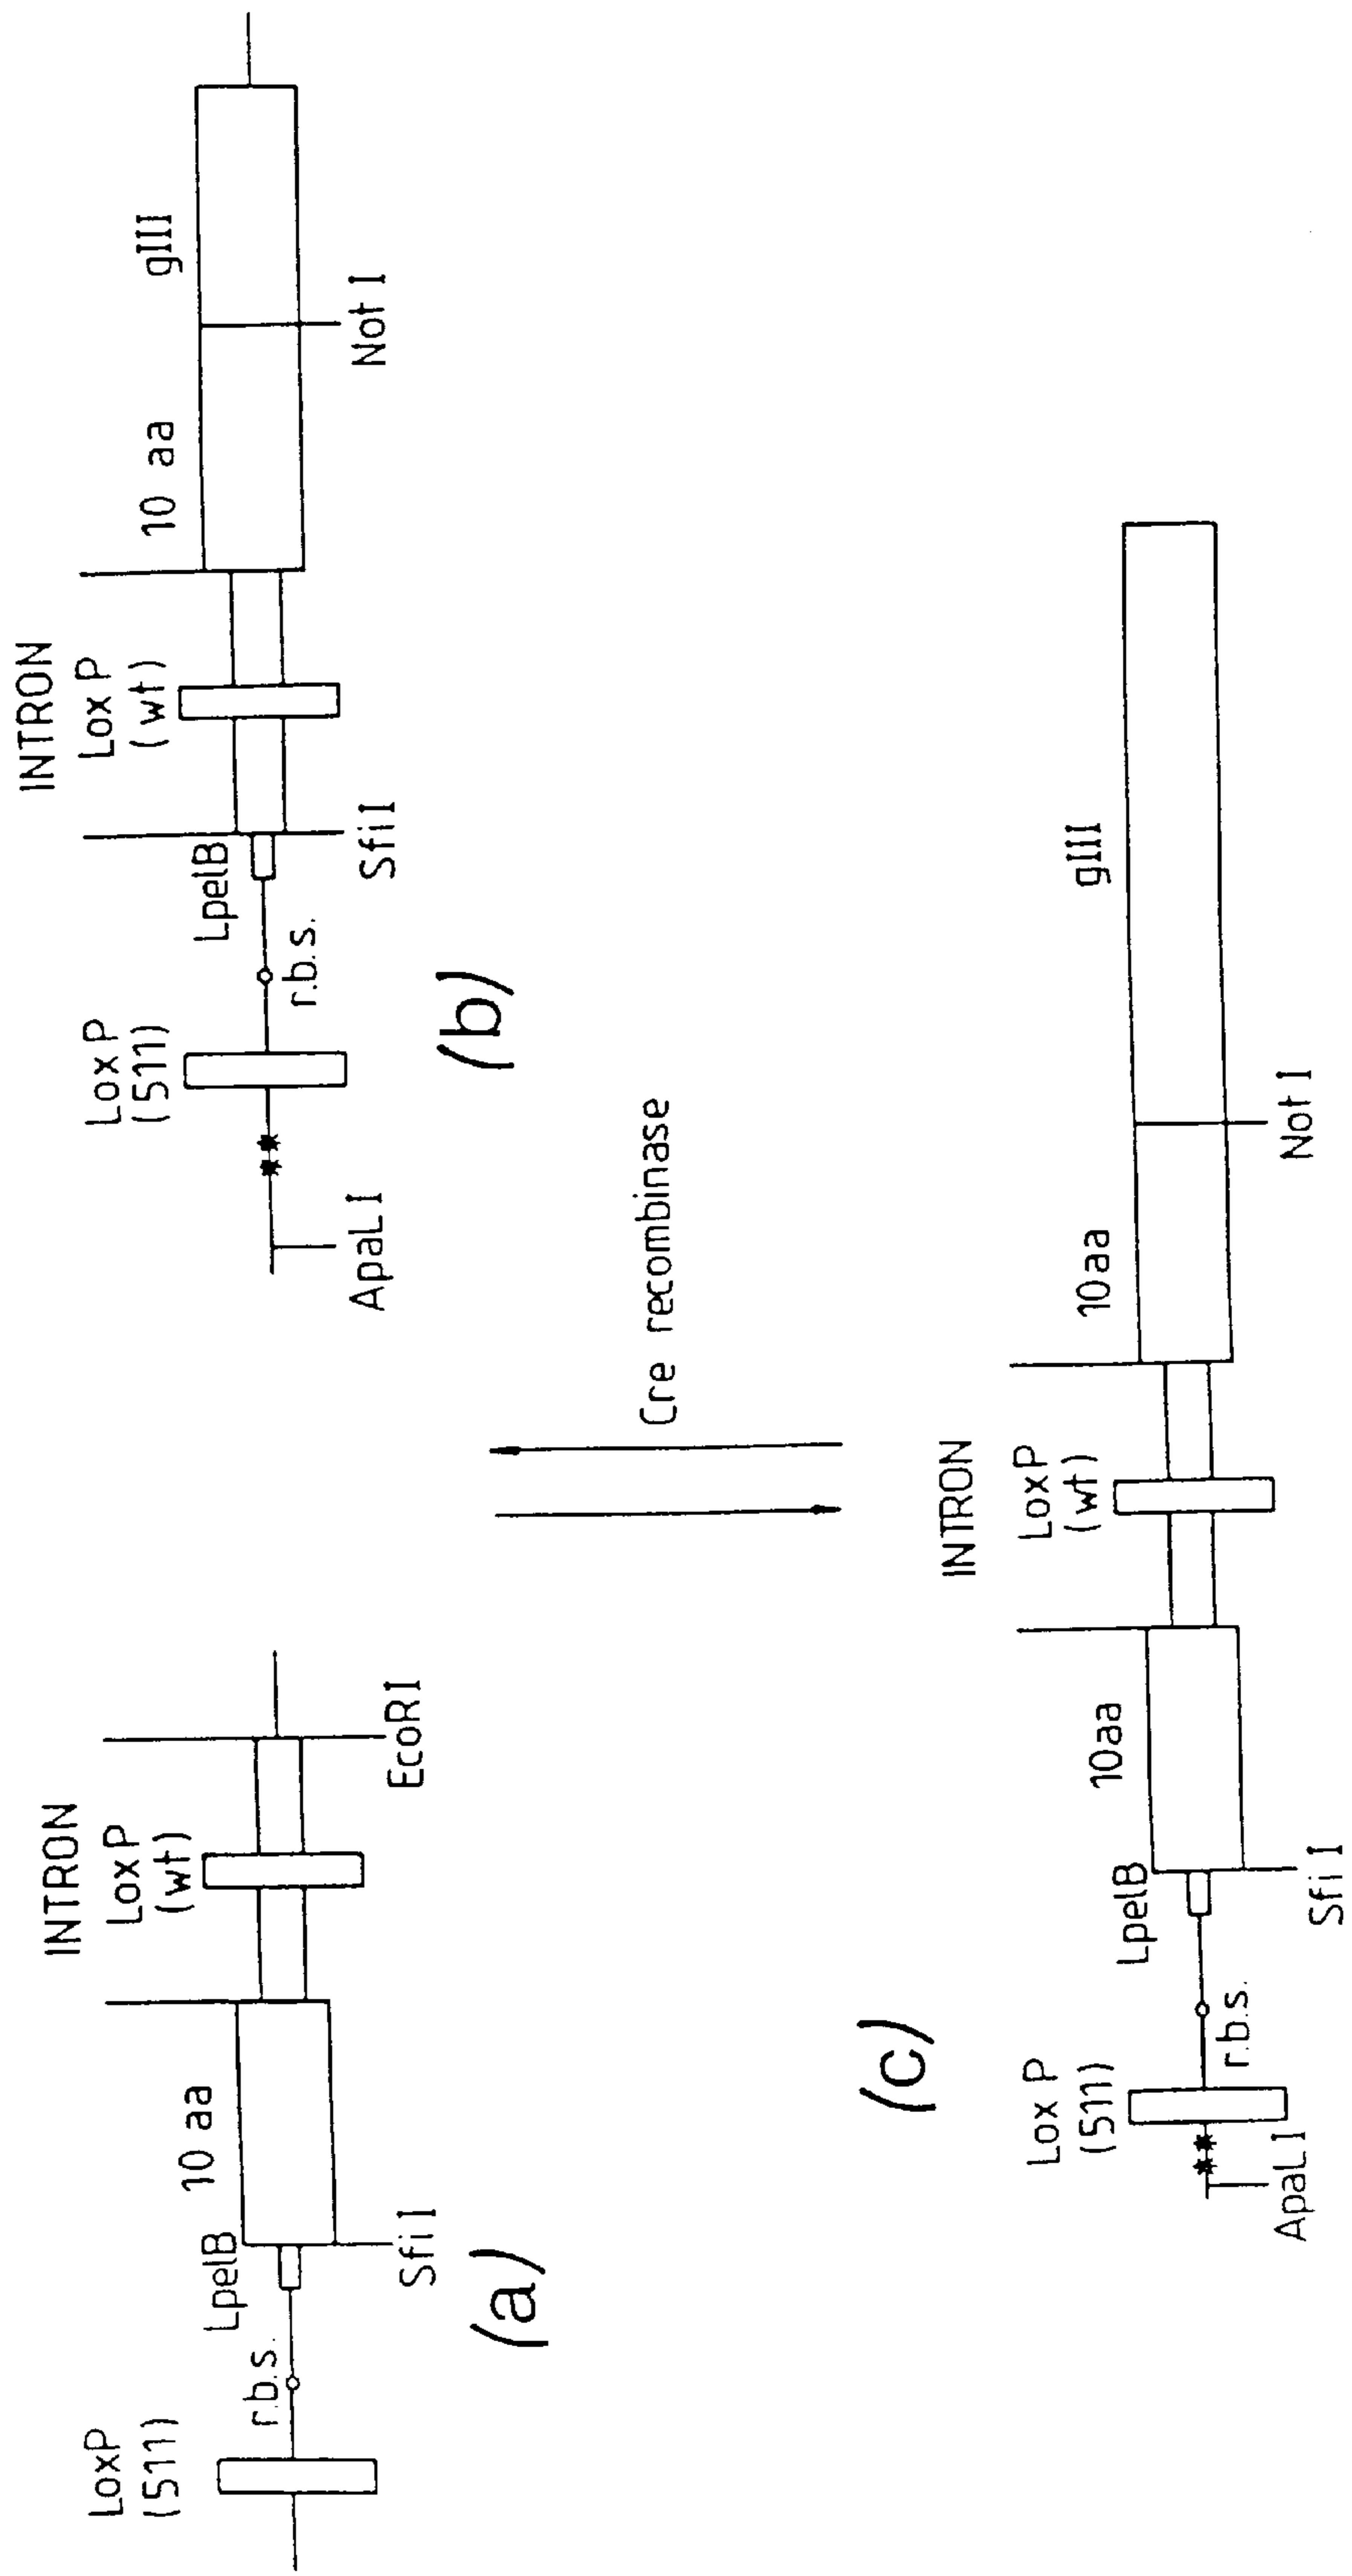 LoxP
(511)
r.b.s.
LpelB
10 aa
INTRON
LoxP
(wt)
SfiI
EcoRI
(a)
LoxP
(511)
r.b.s.
LpelB
INTRON
LoxP
(wt)
10 aa
gIII
**
ApaLI
SfiI
Not I
(b)
Cre recombinase
Lox P
(511)
r.b.s.
LpelB
10aa
INTRON
LoxP
(wt)
10aa
gIII
**
ApaLI
Sfi I
Not I
(c)